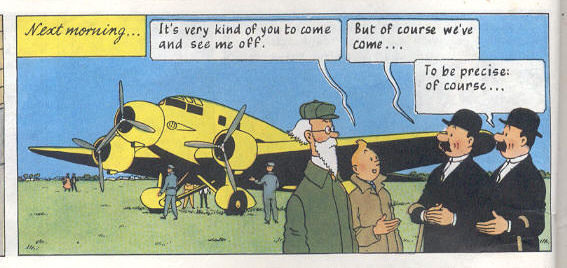 Next morning...
It's very kind of you to come
and see me off.
But of course we've
come...
To be precise:
of course...